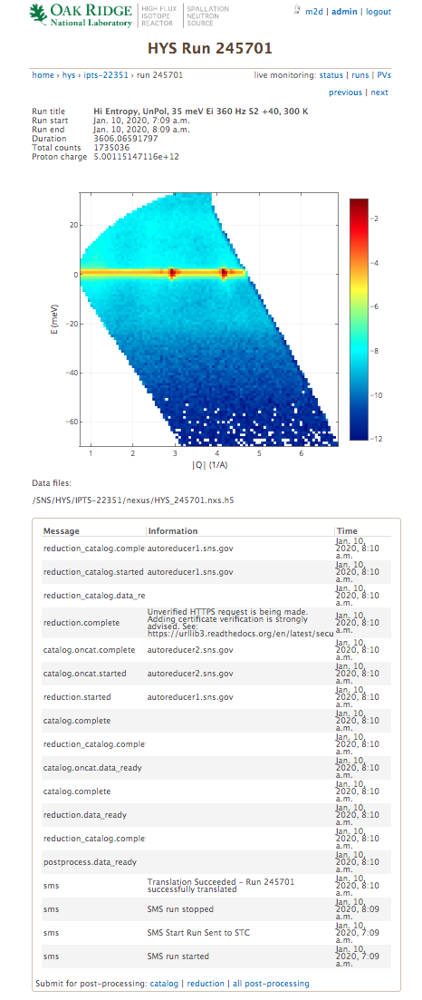 OAK RIDGE
National Laboratory
HIGH FLUX
ISOTOPE
REACTOR
SPALLATION
NEUTRON
SOURCE
m2d | admin | logout
HYS Run 245701
home › hys › ipts-22351 › run 245701
live monitoring: status | runs | PVs
previous | next
Run title Hi Entropy, UnPol, 35 meV Ei 360 Hz S2 +40, 300 K
Run start Jan. 10, 2020, 7:09 a.m.
Run end Jan. 10, 2020, 8:09 a.m.
Duration 3606.06591797
Total counts 1735036
Proton charge 5.00115147116e+12
20
0
−20
−40
−60
E (meV)
1 2 3 4 5 6
|Q| (1/A)
−2
−4
−6
−8
−10
−12
Data files:
/SNS/HYS/IPTS-22351/nexus/HYS_245701.nxs.h5
Message Information Time
reduction_catalog.comple autoreducer1.sns.gov Jan. 10, 2020, 8:10 a.m.
reduction_catalog.started autoreducer1.sns.gov Jan. 10, 2020, 8:10 a.m.
reduction_catalog.data_re Jan. 10, 2020, 8:10 a.m.
reduction.complete Unverified HTTPS request is being made. Adding certificate verification is strongly advised. See: https://urllib3.readthedocs.org/en/latest/secu Jan. 10, 2020, 8:10 a.m.
catalog.oncat.complete autoreducer2.sns.gov Jan. 10, 2020, 8:10 a.m.
catalog.oncat.started autoreducer2.sns.gov Jan. 10, 2020, 8:10 a.m.
reduction.started autoreducer1.sns.gov Jan. 10, 2020, 8:10 a.m.
catalog.complete Jan. 10, 2020, 8:10 a.m.
reduction_catalog.comple Jan. 10, 2020, 8:10 a.m.
catalog.oncat.data_ready Jan. 10, 2020, 8:10 a.m.
catalog.complete Jan. 10, 2020, 8:10 a.m.
reduction.data_ready Jan. 10, 2020, 8:10 a.m.
reduction_catalog.comple Jan. 10, 2020, 8:10 a.m.
postprocess.data_ready Jan. 10, 2020, 8:10 a.m.
sms Translation Succeeded - Run 245701 successfully translated Jan. 10, 2020, 8:10 a.m.
sms SMS run stopped Jan. 10, 2020, 8:09 a.m.
sms SMS Start Run Sent to STC Jan. 10, 2020, 7:09 a.m.
sms SMS run started Jan. 10, 2020, 7:09 a.m.
Submit for post-processing: catalog | reduction | all post-processing